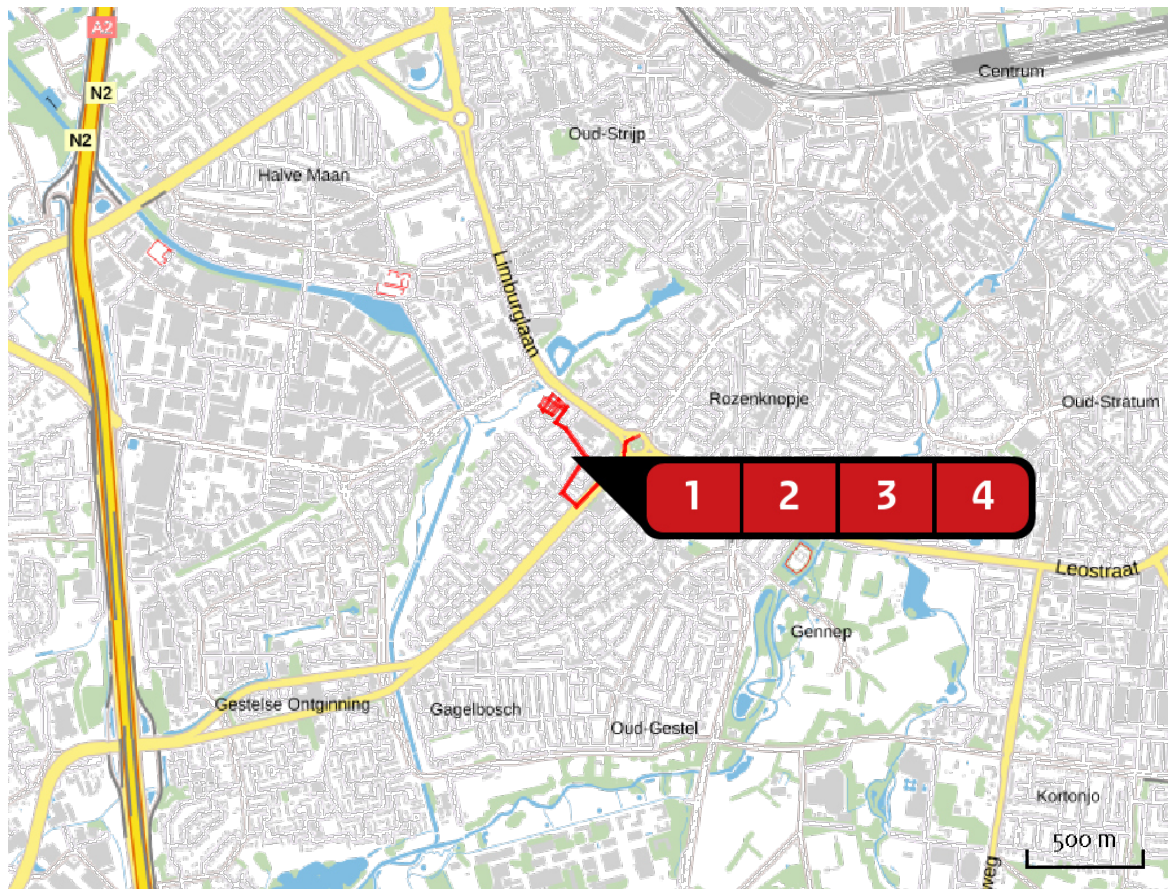 A2
Centrum
N2
Oud-Strijp
N2
Halve Maan
Limburglaan
Rozenknopje
Oud-Stratum
1 2 3 4
Leostraat
Gennep
Gestelse Ontginning
Gagelbosch
Oud-Gestel
Kortonjo
500 m
weg